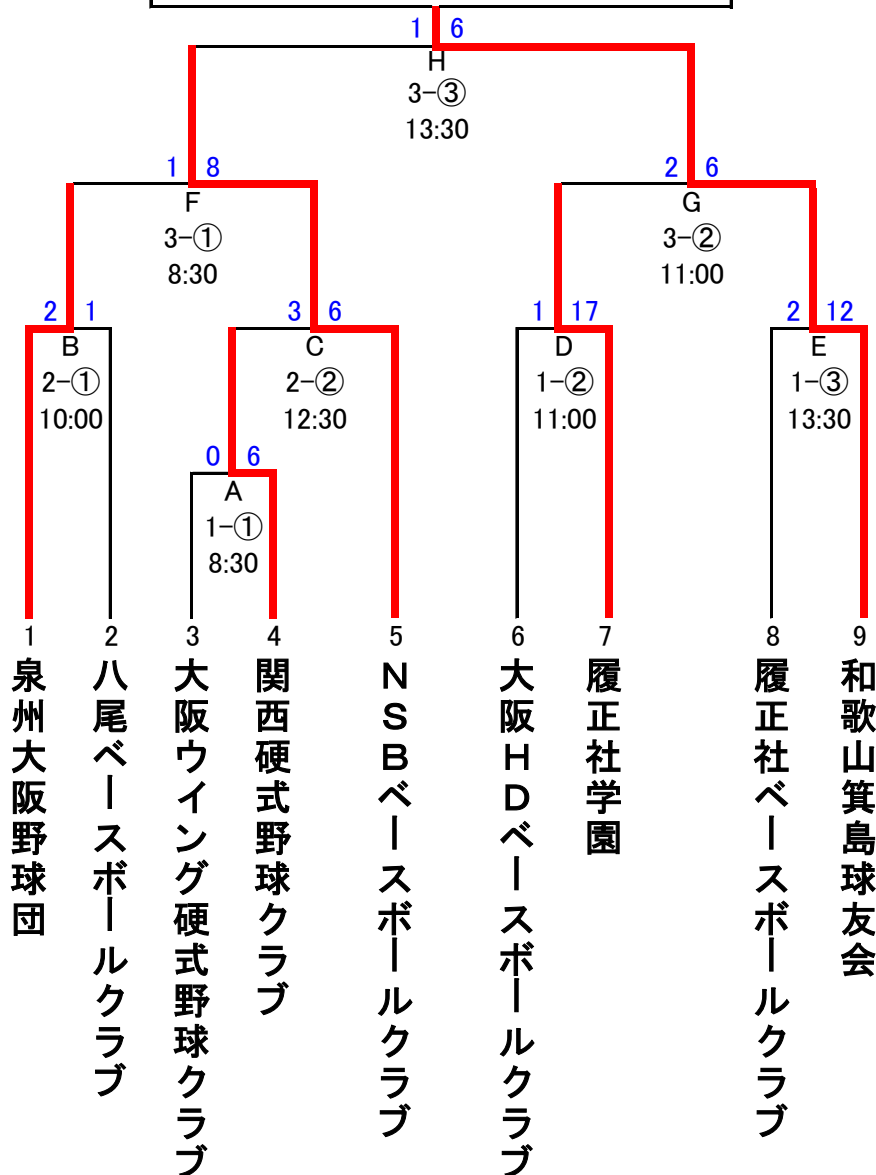 1 6
H
3-③
13:30
1 8
F
3-①
8:30
2 6
G
3-②
11:00
2 1
B
2-①
10:00
3 6
C
2-②
12:30
1 17
D
1-②
11:00
2 12
E
1-③
13:30
0 6
A
1-①
8:30
1
泉州大阪野球団
2
八尾ベースボールクラブ
3
大阪ウイング硬式野球クラブ
4
関西硬式野球クラブ
5
NSBベースボールクラブ
6
大阪HDベースボールクラブ
7
履正社学園
8
履正社ベースボールクラブ
9
和歌山箕島球友会